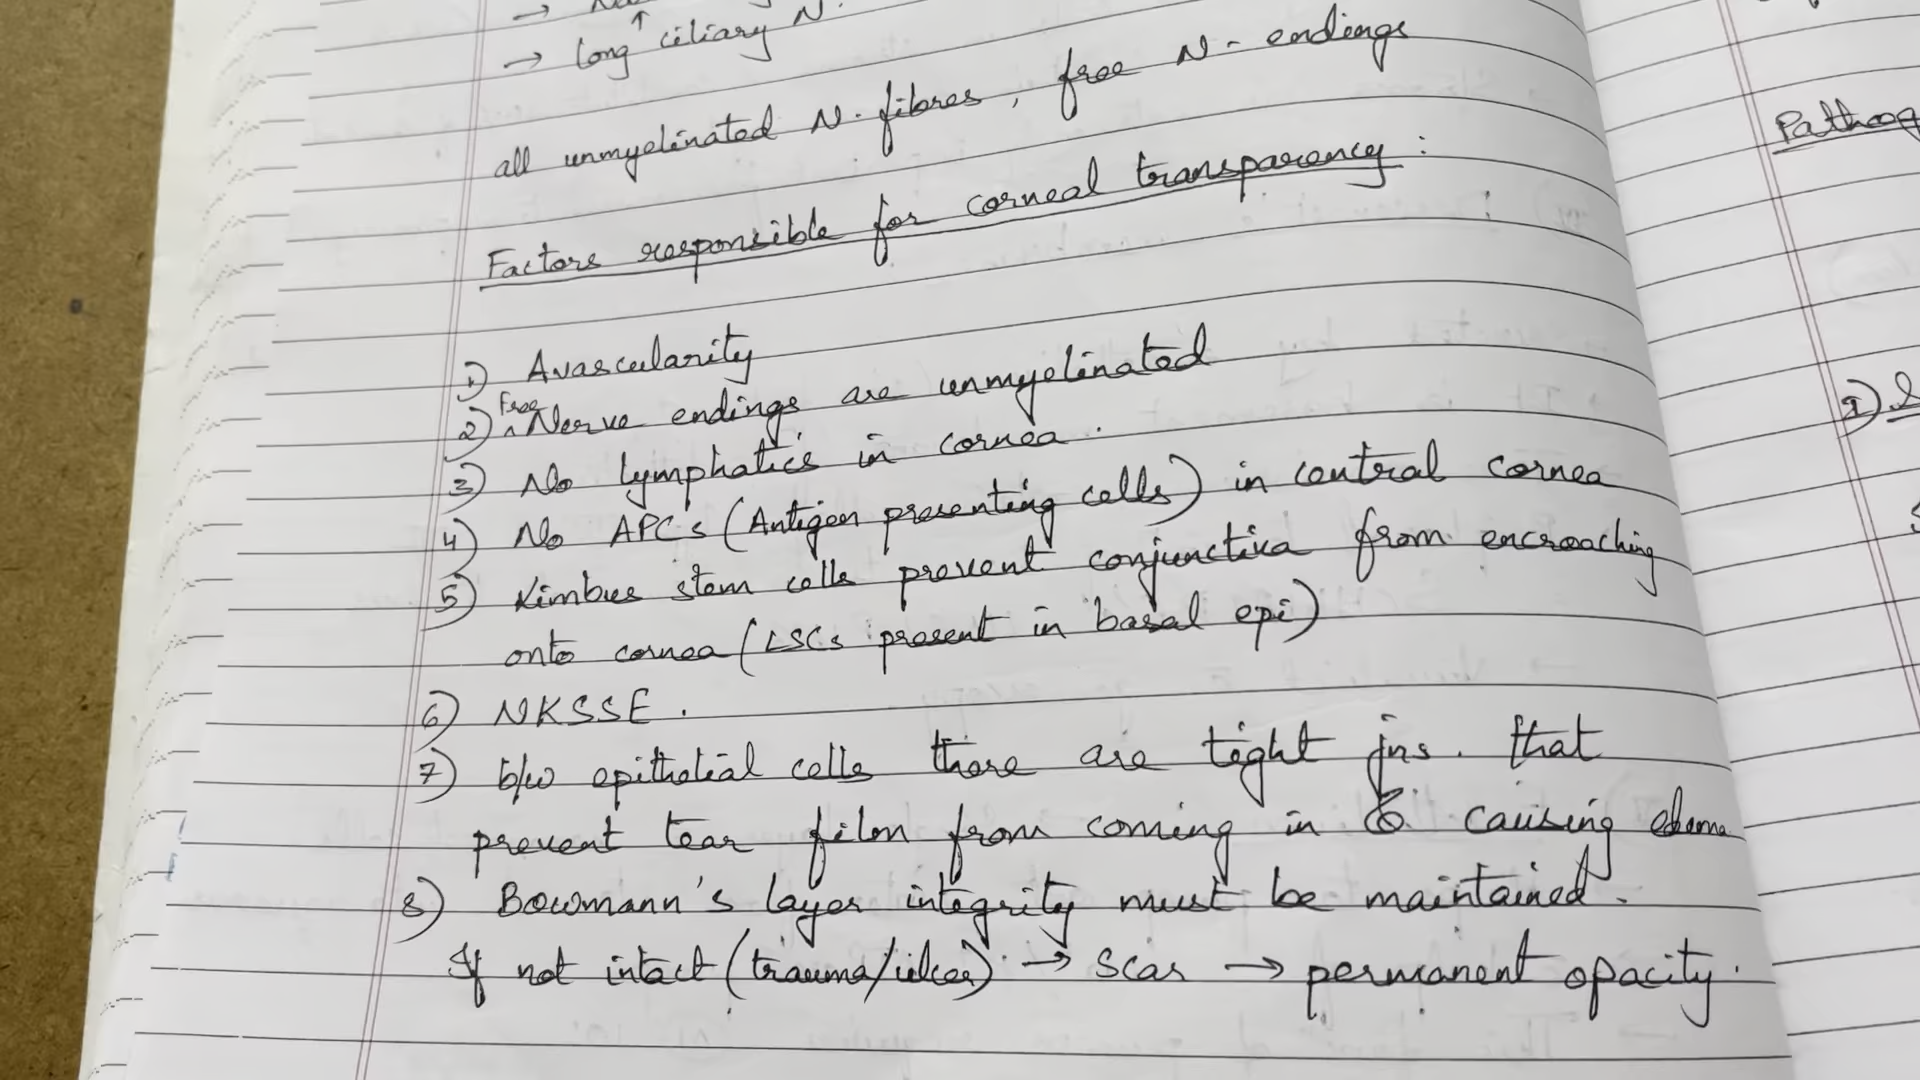 → long ciliary N.
all unmyelinated N. fibres, free N- endings
Factors responsible for corneal transparency :
1) Avascularity
2) Free Nerve endings are unmyelinated
3) No lymphatics in cornea.
4) No APC's (Antigen presenting cells) in central cornea
5) Limbus stem cells prevent conjunctiva from encroaching
onto cornea (LSCs present in basal epi)
6) NKSSE.
7) b/w epithelial cells there are tight jns. that
prevent tear film from coming in & causing edema
8) Bowmann's layer integrity must be maintained.
If not intact (trauma/ulcer) → scar → permanent opacity.
Pathog